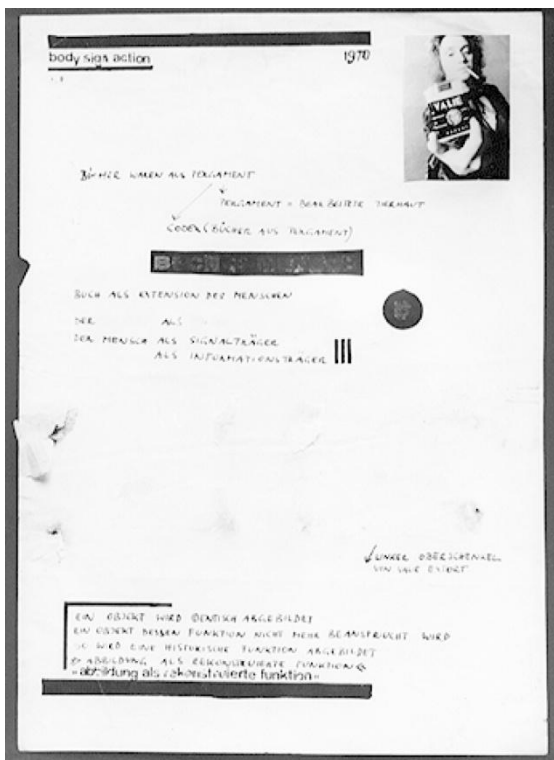 body sign action 1970
VALIE
BÜCHER WAREN AUS PERGAMENT
PERGAMENT = BEARBEITETE TIERHAUT
CODEX (BÜCHER AUS PERGAMENT)
BUCH ALS EXTENSION DES MENSCHEN
DER ALS
DER MENSCH ALS SIGNALTRÄGER
ALS INFORMATIONSTRÄGER
LINKER OBERSCHENKEL
VON VALIE EXPORT
EIN OBJEKT WIRD IDENTISCH ABGEBILDET
EIN OBJEKT DESSEN FUNKTION NICHT MEHR BEANSPRUCHT WIRD
SO WIRD EINE HISTORISCHE FUNKTION ABGEBILDET
ABBILDUNG ALS REKONSTRUIERTE FUNKTION
»abbildung als rekonstruierte funktion«